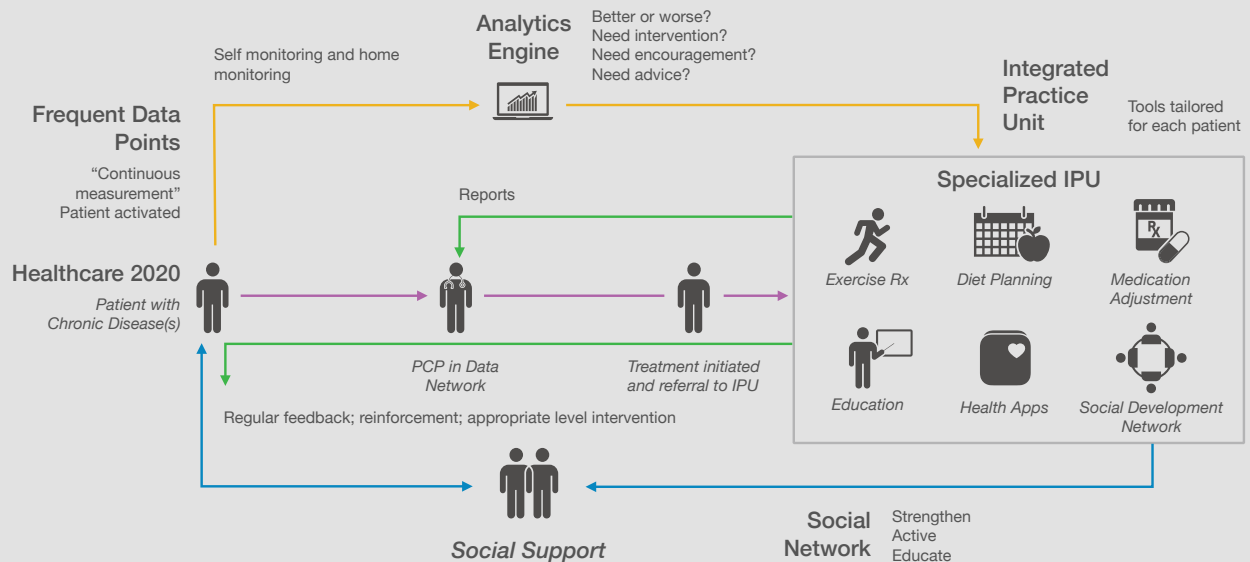 Analytics
Engine
Better or worse?
Need intervention?
Need encouragement?
Need advice?
Self monitoring and home
monitoring
Integrated
Practice
Unit
Tools tailored
for each patient
Frequent Data
Points
“Continuous
measurement”
Patient activated
Reports
Specialized IPU
Rx
Exercise Rx
Diet Planning
Medication
Adjustment
Healthcare 2020
Patient with
Chronic Disease(s)
PCP in Data
Network
Treatment initiated
and referral to IPU
Education
Health Apps
Social Development
Network
Regular feedback; reinforcement; appropriate level intervention
Social Support
Social
Network
Strengthen
Active
Educate